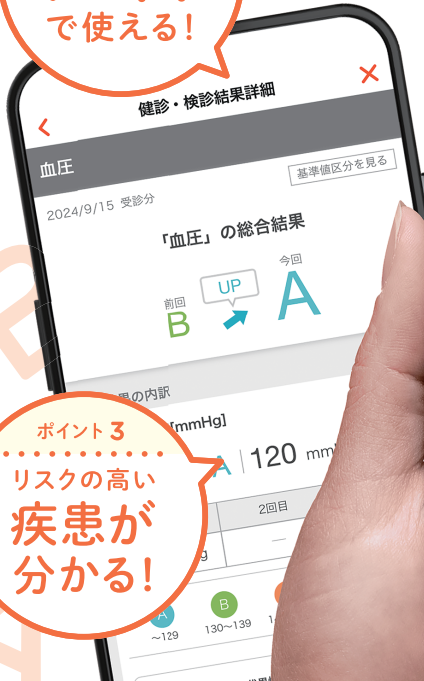 で使える!
健診・検診結果詳細
血圧
基準値区分を見る
2024/9/15 受診分
「血圧」の総合結果
前回
今回
UP
B
A
の内訳
[mmHg]
A
120
ポイント3
リスクの高い
疾患が
分かる!
2回目
—
A
B
~129
130~139